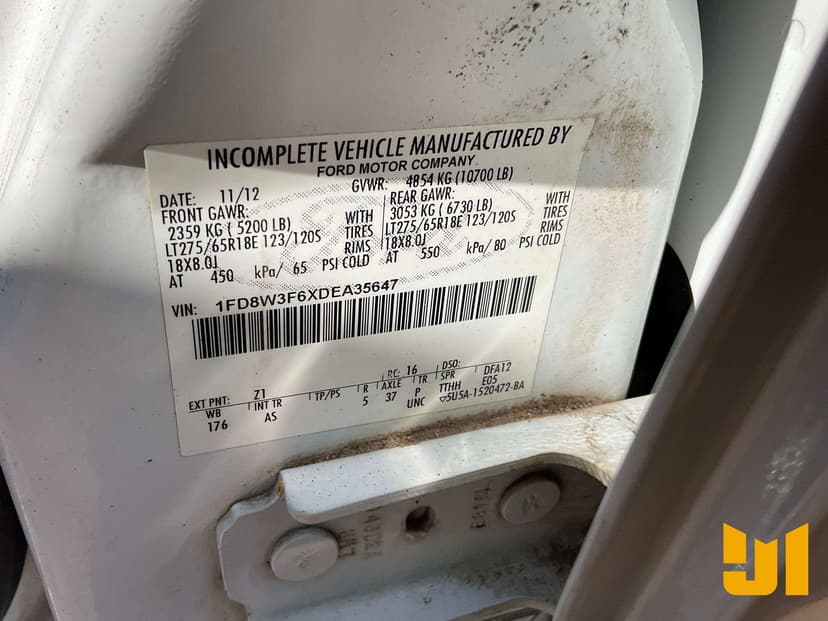 INCOMPLETE VEHICLE MANUFACTURED BY
FORD MOTOR COMPANY
DATE: 11/12 GVWR: 4854 KG (10700 LB)
FRONT GAWR: REAR GAWR:
2359 KG ( 5200 LB) WITH 3053 KG ( 6730 LB) WITH
LT275/65R18E 123/120S TIRES LT275/65R18E 123/120S TIRES
18X8.0J RIMS 18X8.0J RIMS
AT 450 kPa/ 65 PSI COLD AT 550 kPa/ 80 PSI COLD
VIN: 1FD8W3F6XDEA35647
EXT PNT: Z1 RC: 16 DSO: DFA12
WB INT TR TP/PS R AXLE TR SPR E05
176 AS 5 37 P TTHH
UNC 5U5A-1520472-BA